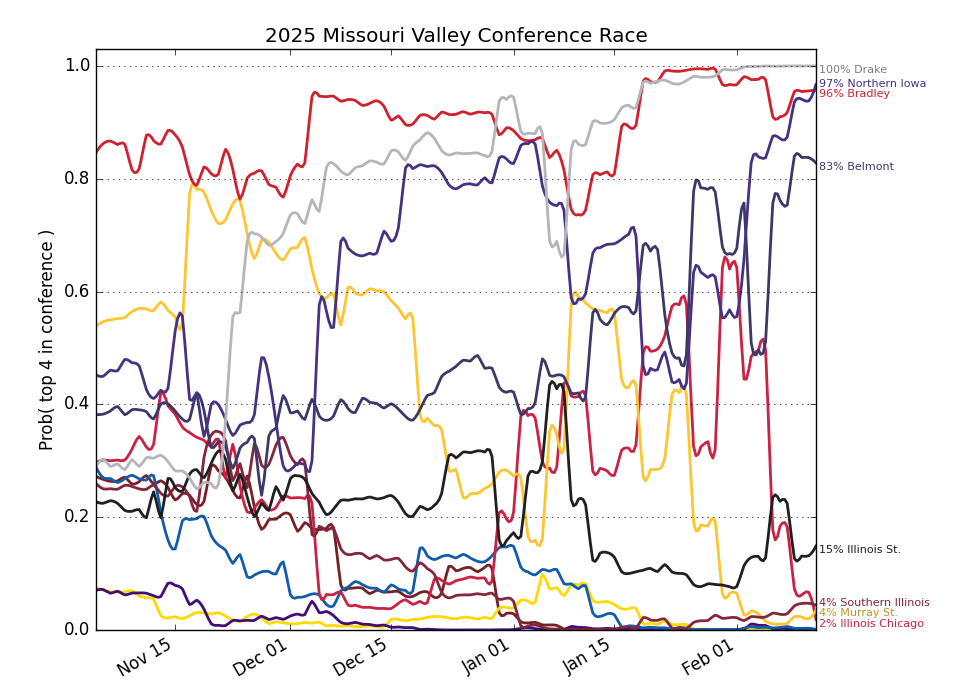 2025 Missouri Valley Conference Race
Prob( top 4 in conference )
1.0
0.8
0.6
0.4
0.2
0.0
Nov 15
Dec 01
Dec 15
Jan 01
Jan 15
Feb 01
100% Drake
97% Northern Iowa
96% Bradley
83% Belmont
15% Illinois St.
4% Southern Illinois
4% Murray St.
2% Illinois Chicago